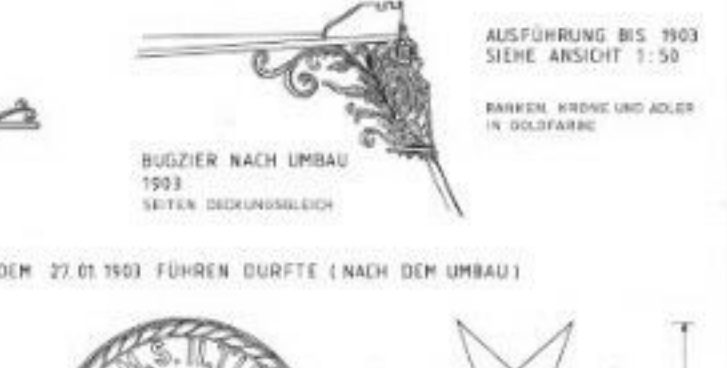 AUSFÜHRUNG BIS 1903
SIEHE ANSICHT 1:50
RANKEN, KRONE UND ADLER
IN GOLDFARBE
BUGZIER NACH UMBAU
1903
SEITEN DECKUNGSGLEICH
DEM 27.01.1903 FÜHREN DURFTE (NACH DEM UMBAU)
.S. ILTI